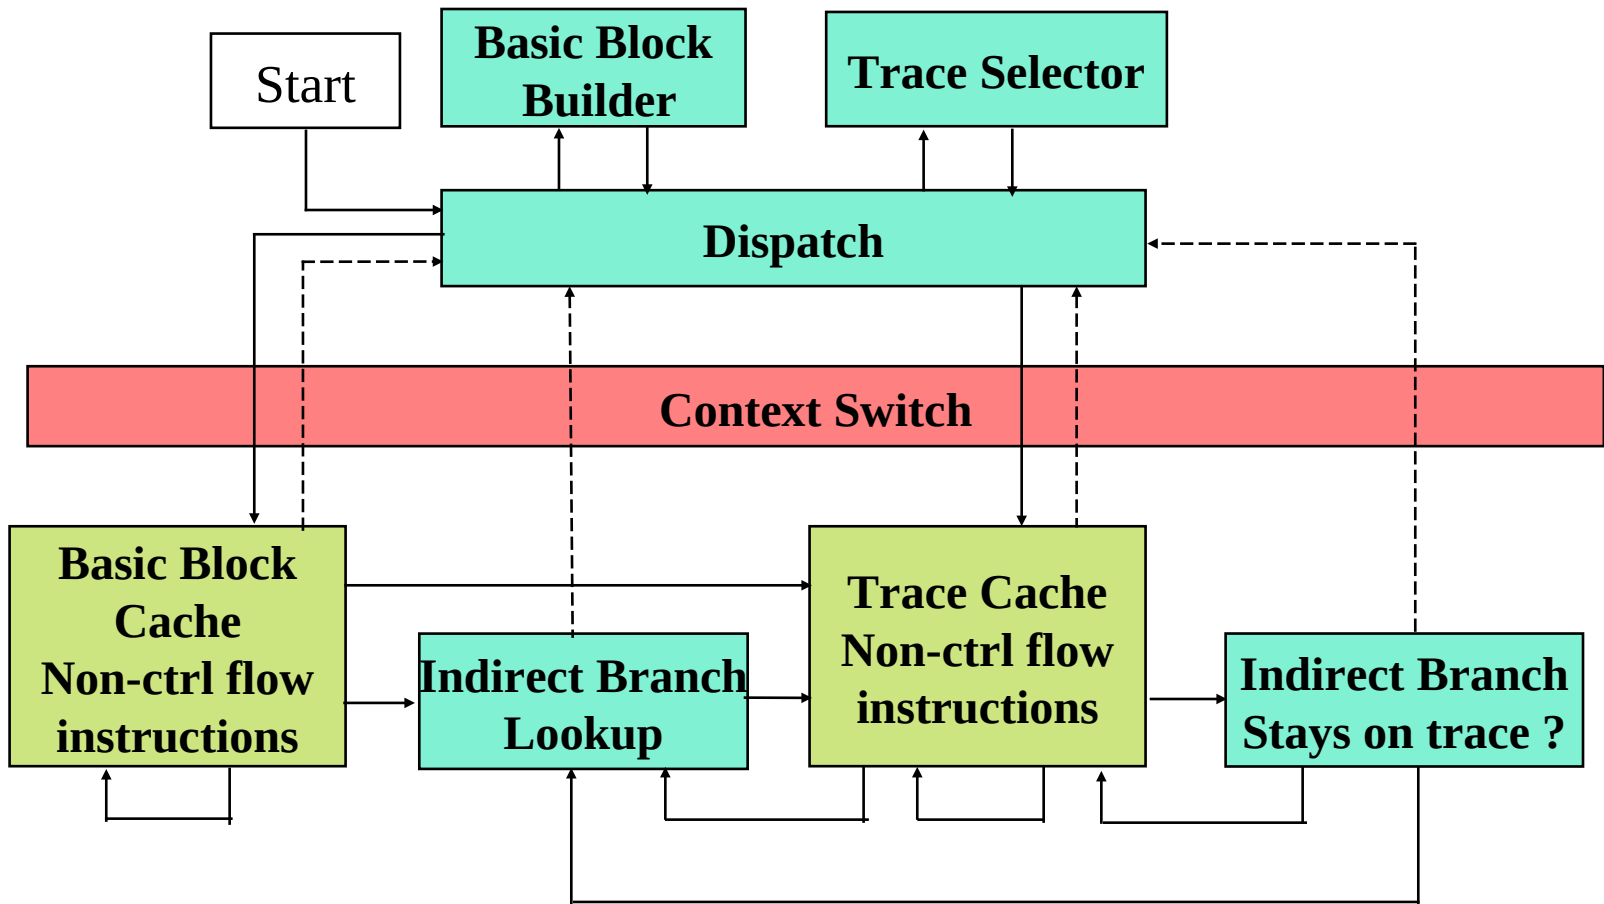 Start
Basic Block
Builder
Trace Selector
Dispatch
Context Switch
Basic Block
Cache
Non-ctrl flow
instructions
Indirect Branch
Lookup
Trace Cache
Non-ctrl flow
instructions
Indirect Branch
Stays on trace ?